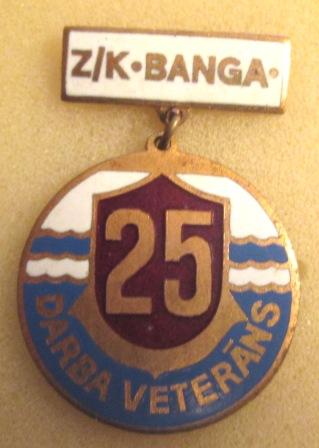 Z/K·BANGA·
25
DARBA VETERĀNS